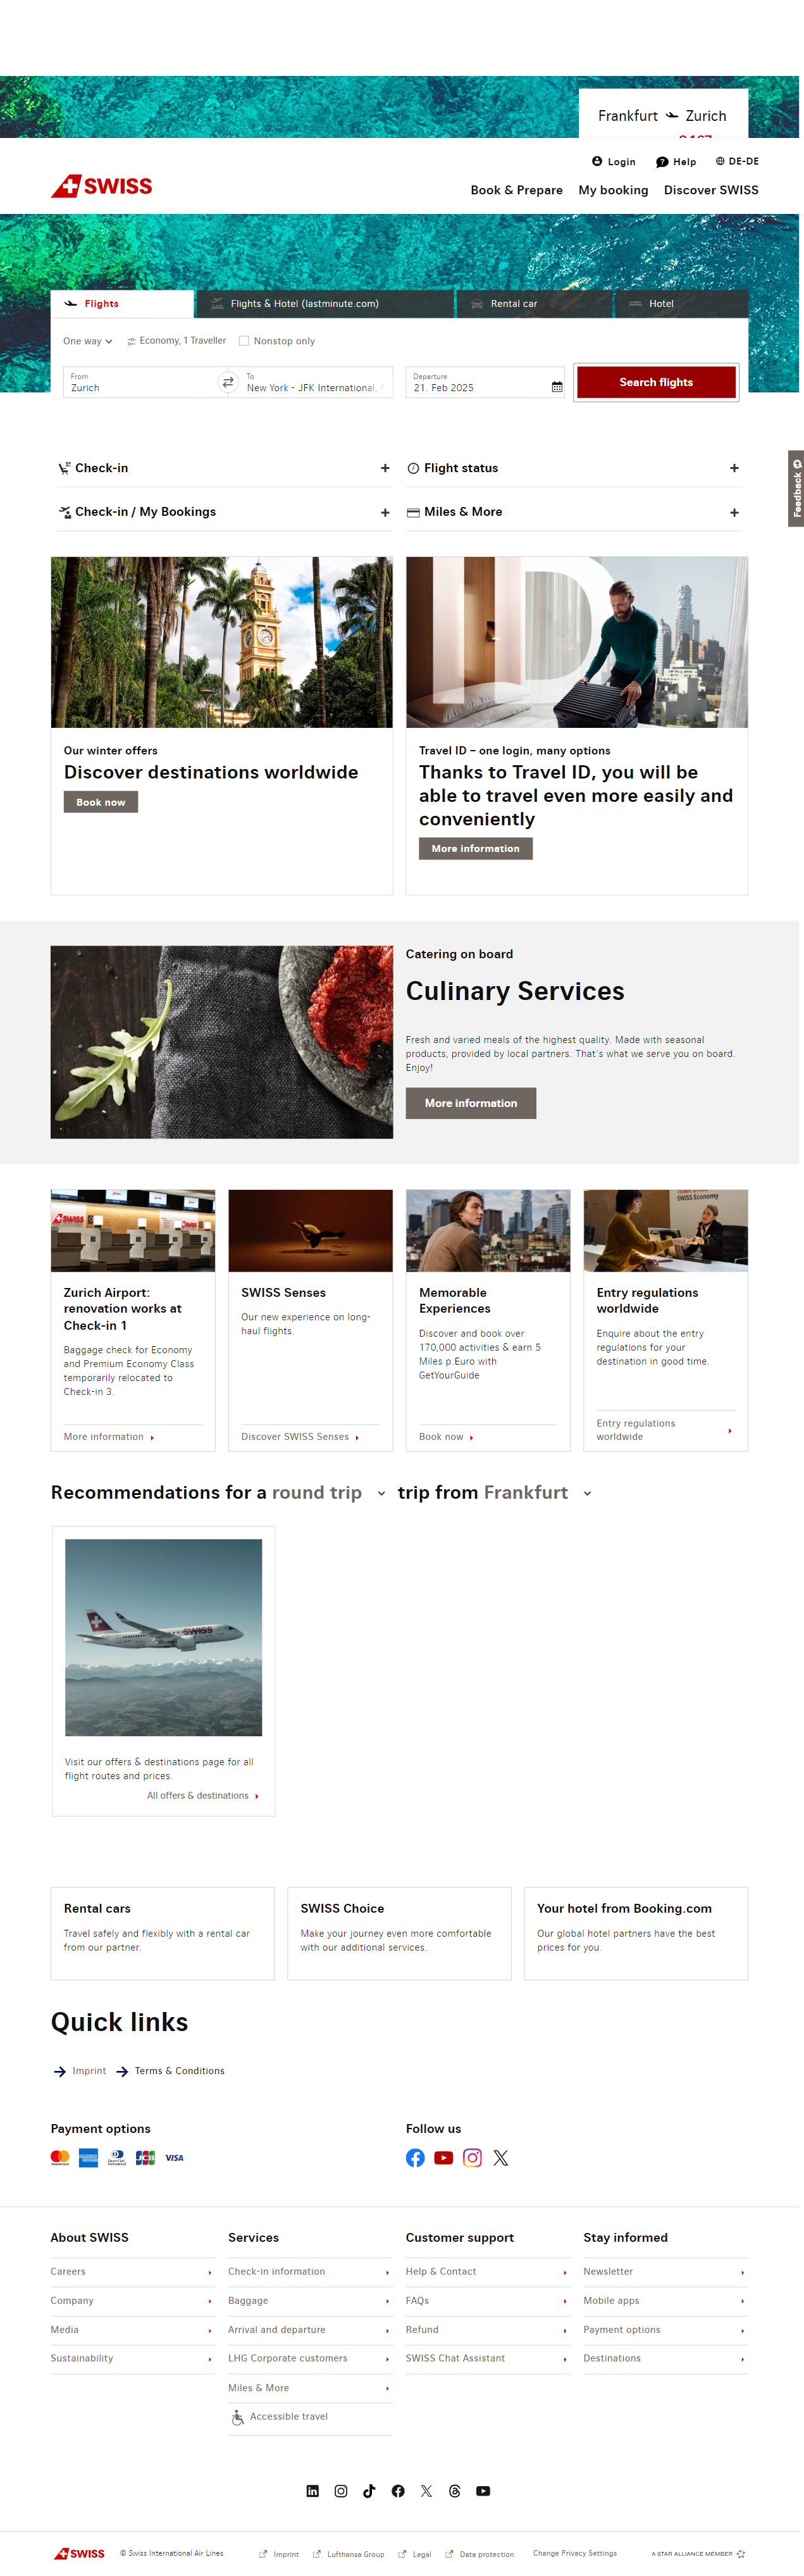 Frankfurt Zurich
Login Help DE-DE
SWISS
Book & Prepare My booking Discover SWISS
Flights Flights & Hotel (lastminute.com) Rental car Hotel
One way Economy, 1 Traveller Nonstop only
From To Departure
Zurich New York - JFK International, 21. Feb 2025
Search flights
Feedback
Check-in Flight status
Check-in / My Bookings Miles & More
Our winter offers
Discover destinations worldwide
Book now
Travel ID – one login, many options
Thanks to Travel ID, you will be
able to travel even more easily and
conveniently
More information
Catering on board
Culinary Services
Fresh and varied meals of the highest quality. Made with seasonal
products, provided by local partners. That's what we serve you on board.
Enjoy!
More information
SWISS
SWISS Economy
Zurich Airport:
renovation works at
Check-in 1
Baggage check for Economy
and Premium Economy Class
temporarily relocated to
Check-in 3.
More information
SWISS Senses
Our new experience on long-
haul flights.
Discover SWISS Senses
Memorable
Experiences
Discover and book over
170,000 activities & earn 5
Miles p.Euro with
GetYourGuide
Book now
Entry regulations
worldwide
Enquire about the entry
regulations for your
destination in good time.
Entry regulations
worldwide
Recommendations for a round trip trip from Frankfurt
SWISS
Visit our offers & destinations page for all
flight routes and prices.
All offers & destinations
Rental cars
Travel safely and flexibly with a rental car
from our partner.
SWISS Choice
Make your journey even more comfortable
with our additional services.
Your hotel from Booking.com
Our global hotel partners have the best
prices for you.
Quick links
Imprint Terms & Conditions
Payment options
JCB VISA
Follow us
About SWISS
Careers
Company
Media
Sustainability
Services
Check-in information
Baggage
Arrival and departure
LHG Corporate customers
Miles & More
Accessible travel
Customer support
Help & Contact
FAQs
Refund
SWISS Chat Assistant
Stay informed
Newsletter
Mobile apps
Payment options
Destinations
SWISS © Swiss International Air Lines Imprint Lufthansa Group Legal Data protection Change Privacy Settings A STAR ALLIANCE MEMBER